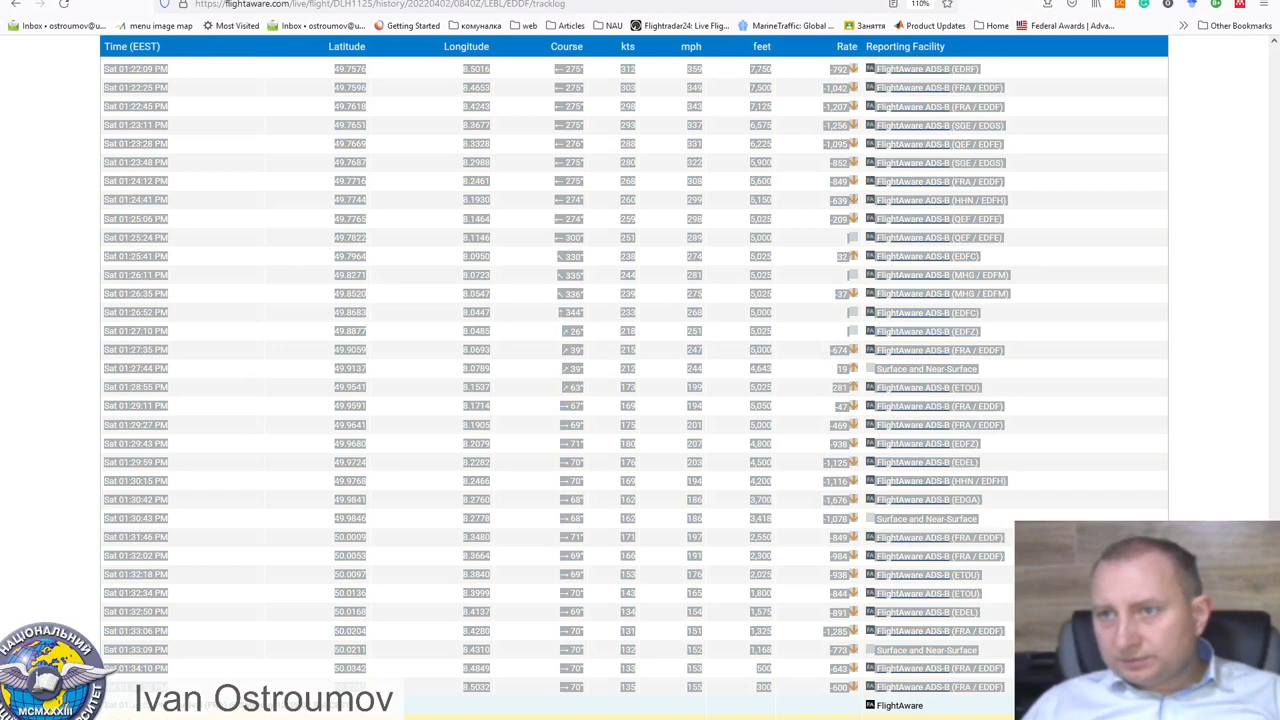 https://flightaware.com/live/flight/DLH1125/history/20220402/0840Z/LEBL/EDDF/tracklog 110%
Inbox • ostroumov@u... menu image map Most Visited Inbox • ostroumov@u... Getting Started комуналка web Articles NAU Flightradar24: Live Flig... MarineTraffic: Global ... Заняття Product Updates Home Federal Awards | Adva... Other Bookmarks
Time (EEST) Latitude Longitude Course kts mph feet Rate Reporting Facility
Sat 01:22:09 PM 49.7576 8.5016 ← 275° 312 359 7,750 -792 FlightAware ADS-B (EDRF)
Sat 01:22:25 PM 49.7596 8.4653 ← 275° 303 349 7,500 -1,042 FlightAware ADS-B (FRA / EDDF)
Sat 01:22:45 PM 49.7618 8.4243 ← 275° 298 343 7,125 -1,207 FlightAware ADS-B (FRA / EDDF)
Sat 01:23:11 PM 49.7651 8.3677 ← 275° 293 337 6,575 -1,256 FlightAware ADS-B (SGE / EDGS)
Sat 01:23:28 PM 49.7669 8.3328 ← 276° 288 331 6,225 -1,095 FlightAware ADS-B (QEF / EDFE)
Sat 01:23:48 PM 49.7687 8.2988 ← 276° 280 322 5,900 -852 FlightAware ADS-B (SGE / EDGS)
Sat 01:24:12 PM 49.7716 8.2461 ← 275° 268 308 5,600 -849 FlightAware ADS-B (FRA / EDDF)
Sat 01:24:41 PM 49.7744 8.1930 ← 274° 260 299 5,150 -639 FlightAware ADS-B (HHN / EDFH)
Sat 01:25:06 PM 49.7765 8.1464 ← 274° 259 298 5,025 -209 FlightAware ADS-B (QEF / EDFE)
Sat 01:25:24 PM 49.7822 8.1146 ← 300° 251 289 5,000 FlightAware ADS-B (QEF / EDFE)
Sat 01:25:41 PM 49.7964 8.0950 ↖ 330° 238 274 5,025 32 FlightAware ADS-B (EDFC)
Sat 01:26:11 PM 49.8271 8.0723 ↖ 335° 244 281 5,025 FlightAware ADS-B (MHG / EDFM)
Sat 01:26:35 PM 49.8520 8.0547 ↖ 336° 239 275 5,025 -37 FlightAware ADS-B (MHG / EDFM)
Sat 01:26:52 PM 49.8683 8.0447 ↑ 344° 233 268 5,000 FlightAware ADS-B (EDFC)
Sat 01:27:10 PM 49.8877 8.0485 ↗ 26° 218 251 5,025 FlightAware ADS-B (EDFZ)
Sat 01:27:35 PM 49.9059 8.0693 ↗ 39° 215 247 5,000 -674 FlightAware ADS-B (FRA / EDDF)
Sat 01:27:44 PM 49.9137 8.0789 ↗ 39° 212 244 4,643 19 Surface and Near-Surface
Sat 01:28:55 PM 49.9541 8.1537 ↗ 63° 173 199 5,025 281 FlightAware ADS-B (ETOU)
Sat 01:29:11 PM 49.9591 8.1714 → 67° 169 194 5,050 -47 FlightAware ADS-B (FRA / EDDF)
Sat 01:29:27 PM 49.9641 8.1905 → 69° 175 201 5,000 -469 FlightAware ADS-B (FRA / EDDF)
Sat 01:29:43 PM 49.9680 8.2079 → 71° 180 207 4,800 -938 FlightAware ADS-B (EDFZ)
Sat 01:29:59 PM 49.9724 8.2282 → 70° 176 203 4,500 -1,125 FlightAware ADS-B (EDEL)
Sat 01:30:15 PM 49.9768 8.2466 → 70° 169 194 4,200 -1,116 FlightAware ADS-B (HHN / EDFH)
Sat 01:30:42 PM 49.9841 8.2760 → 68° 162 186 3,700 -1,676 FlightAware ADS-B (EDGA)
Sat 01:30:43 PM 49.9846 8.2778 → 68° 162 186 3,418 -1,078 Surface and Near-Surface
Sat 01:31:46 PM 50.0009 8.3480 → 71° 171 197 2,550 -849 FlightAware ADS-B (FRA / EDDF)
Sat 01:32:02 PM 50.0053 8.3664 → 69° 166 191 2,300 -984 FlightAware ADS-B (FRA / EDDF)
Sat 01:32:18 PM 50.0097 8.3840 → 69° 153 176 2,025 -938 FlightAware ADS-B (ETOU)
Sat 01:32:34 PM 50.0136 8.3999 → 70° 143 165 1,800 -844 FlightAware ADS-B (ETOU)
Sat 01:32:50 PM 50.0168 8.4137 → 69° 134 154 1,575 -891 FlightAware ADS-B (EDEL)
Sat 01:33:06 PM 50.0204 8.4280 → 70° 131 151 1,325 -1,285 FlightAware ADS-B (FRA / EDDF)
Sat 01:33:09 PM 50.0211 8.4310 → 70° 132 152 1,168 -773 Surface and Near-Surface
Sat 01:34:10 PM 50.0342 8.4849 → 70° 133 153 500 -643 FlightAware ADS-B (FRA / EDDF)
8.5032 → 70° 135 155 300 -600 FlightAware ADS-B (FRA / EDDF)
FlightAware
НАЦІОНАЛЬНИЙ
MCMXXXIII
Ivan Ostroumov